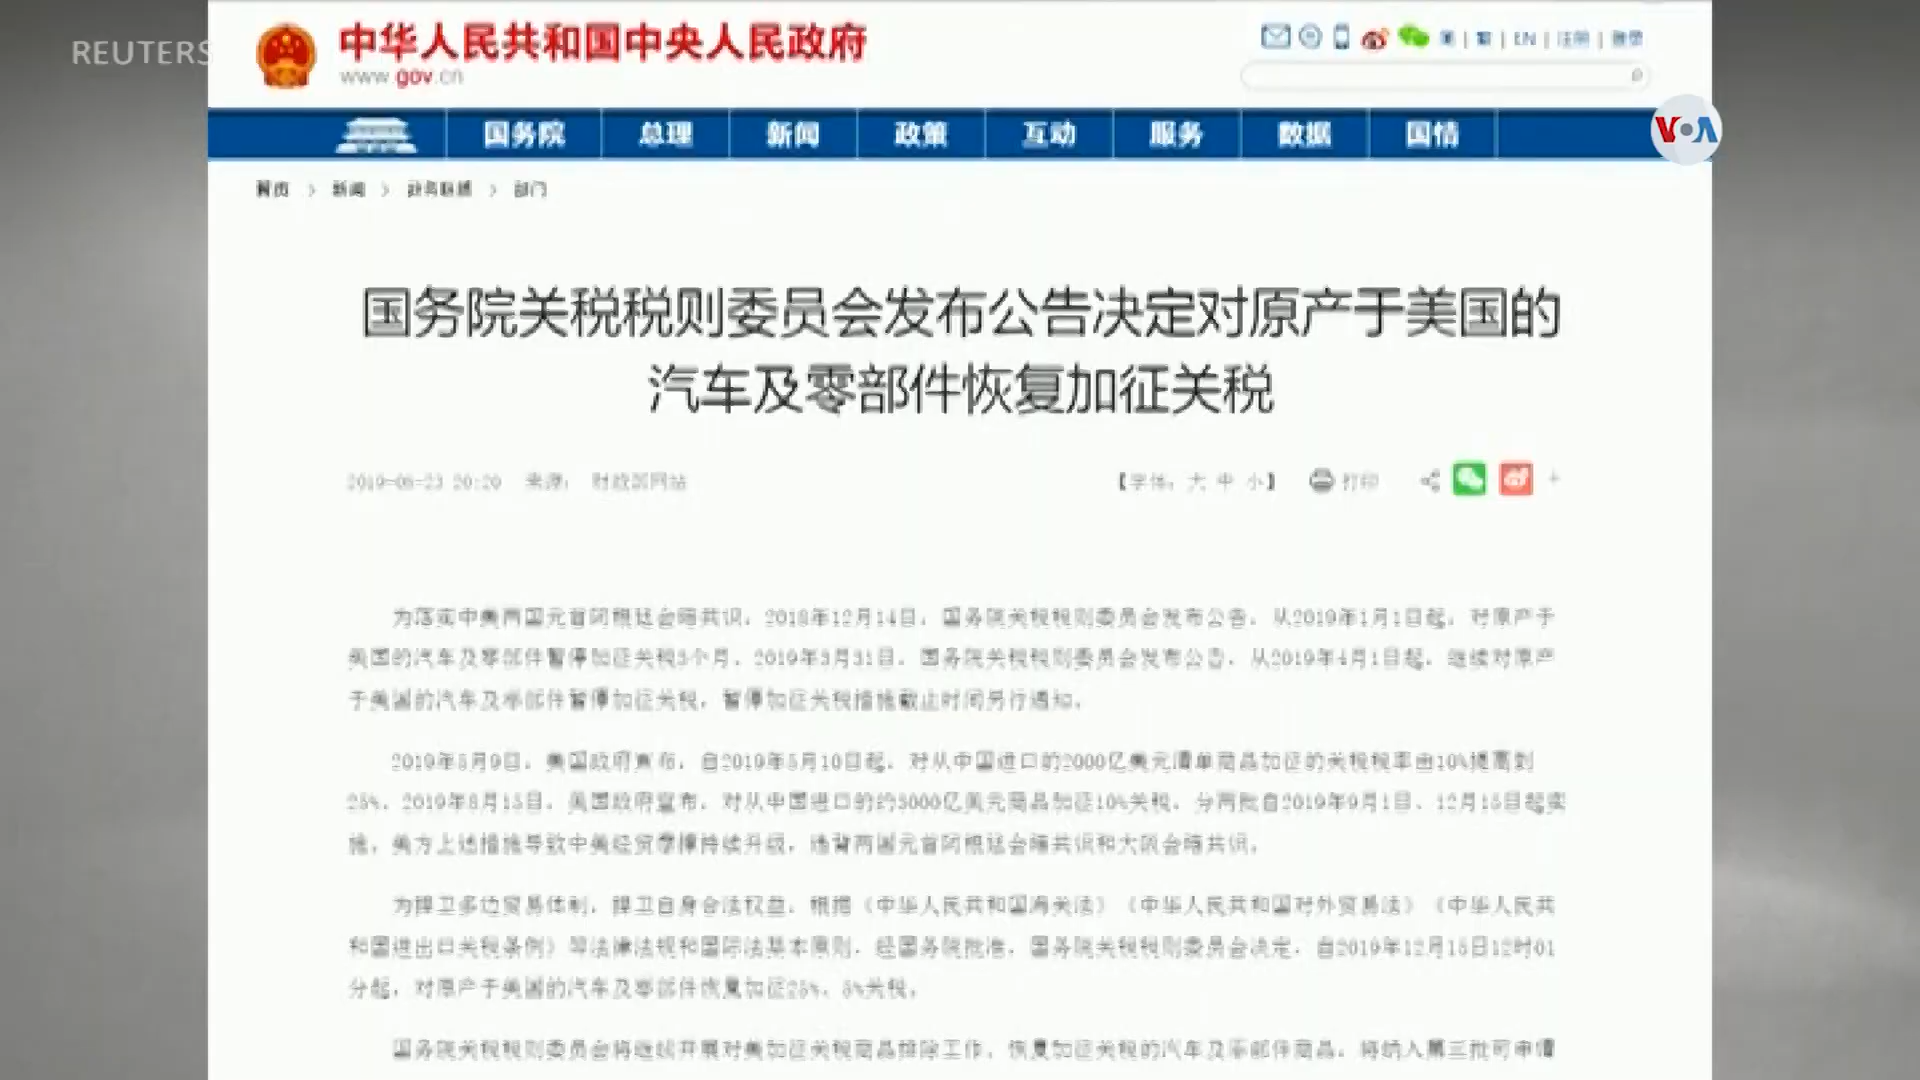 REUTERS
中华人民共和国中央人民政府
www.gov.cn
简 | 繁 | EN | 注册 | 登录
VOA
国务院 总理 新闻 政策 互动 服务 数据 国情
首页 > 新闻 > 政务联播 > 部门
国务院关税税则委员会发布公告决定对原产于美国的
汽车及零部件恢复加征关税
2019-08-23 20:20 来源： 财政部网站 【字体：大 中 小】 打印 +
为落实中美两国元首阿根廷会晤共识，2018年12月14日，国务院关税税则委员会发布公告，从2019年1月1日起，对原产于
美国的汽车及零部件暂停加征关税3个月。2019年3月31日，国务院关税税则委员会发布公告，从2019年4月1日起，继续对原产
于美国的汽车及零部件暂停加征关税，暂停加征关税措施截止时间另行通知。
2019年5月9日，美国政府宣布，自2019年5月10日起，对从中国进口的2000亿美元清单商品加征的关税税率由10%提高到
25%。2019年8月15日，美国政府宣布，对从中国进口的约3000亿美元商品加征10%关税，分两批自2019年9月1日、12月15日起实
施。美方上述措施导致中美经贸摩擦持续升级，违背两国元首阿根廷会晤共识和大阪会晤共识。
为捍卫多边贸易体制，捍卫自身合法权益，根据《中华人民共和国海关法》《中华人民共和国对外贸易法》《中华人民共
和国进出口关税条例》等法律法规和国际法基本原则，经国务院批准，国务院关税税则委员会决定，自2019年12月15日12时01
分起，对原产于美国的汽车及零部件恢复加征25%、5%关税。
国务院关税税则委员会将继续开展对美加征关税商品排除工作，恢复加征关税的汽车及零部件商品，将纳入第三批可申请